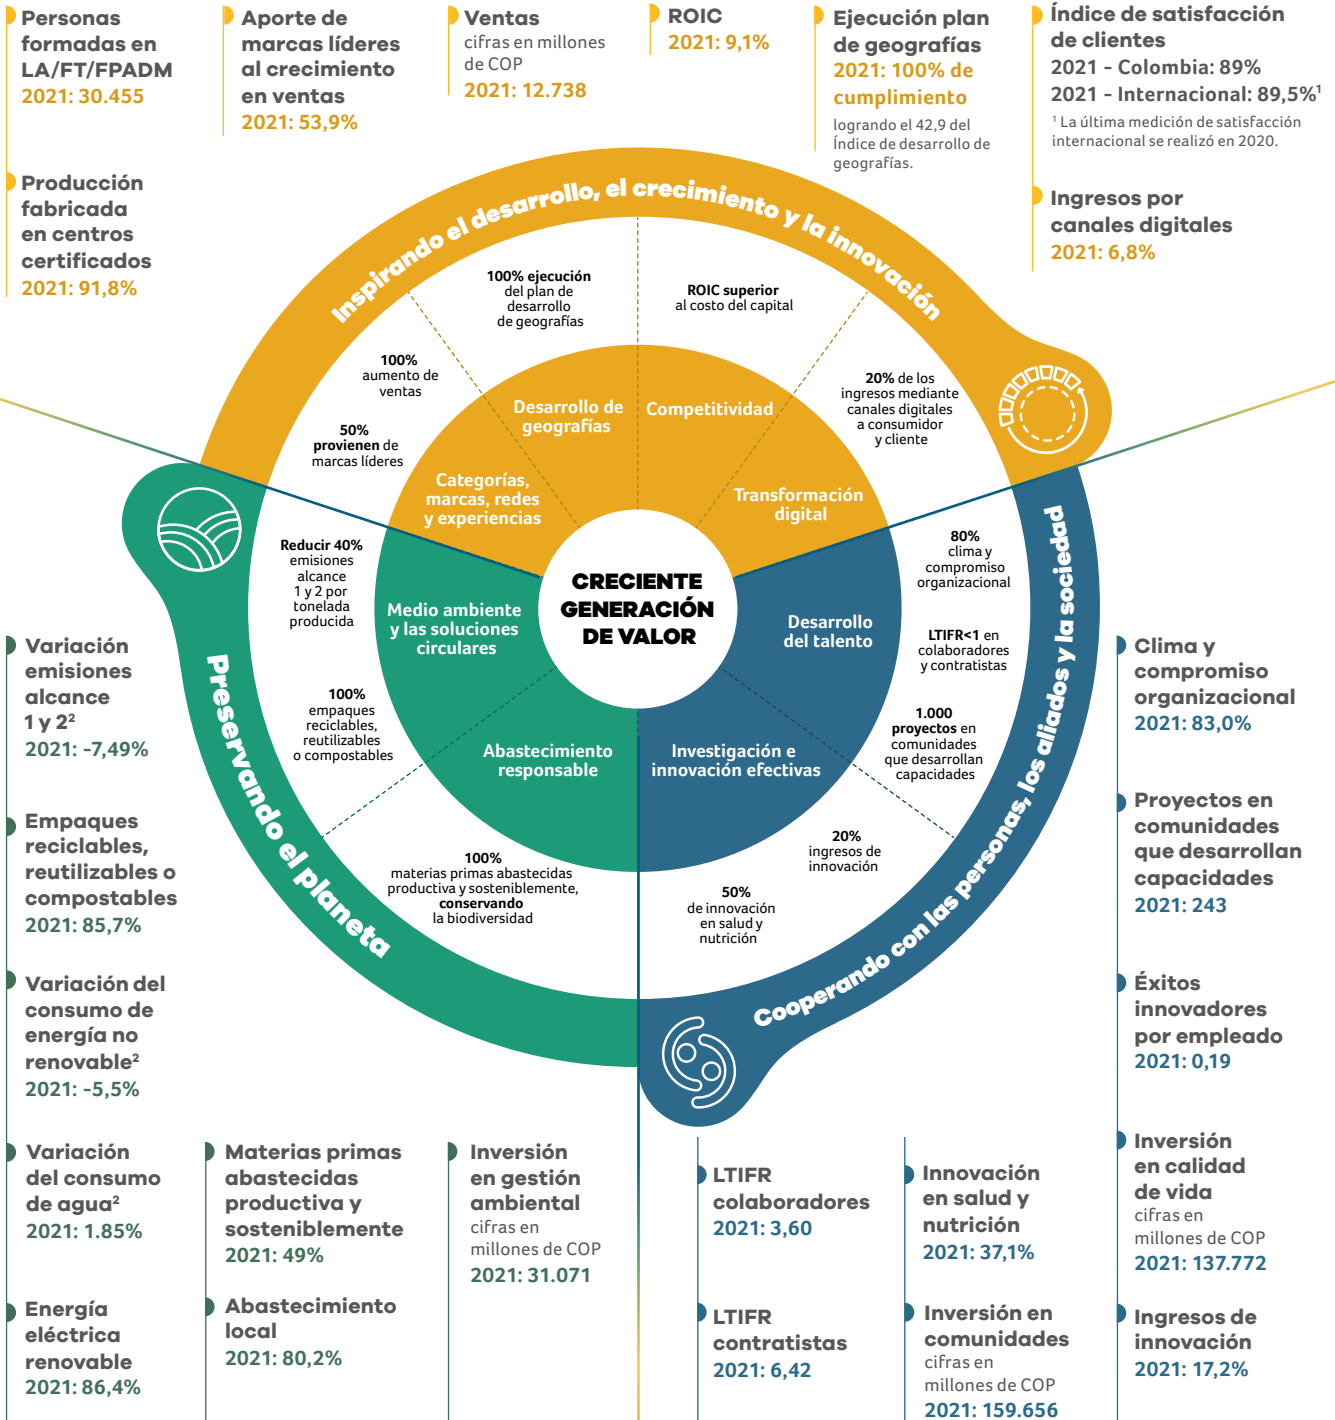 Personas
formadas en
LA/FT/FPADM
2021: 30.455
Aporte de
marcas líderes
al crecimiento
en ventas
2021: 53,9%
Ventas
cifras en millones
de COP
2021: 12.738
ROIC
2021: 9,1%
Ejecución plan
de geografías
2021: 100% de
cumplimiento
logrando el 42,9 del
Índice de desarrollo de
geografías.
Índice de satisfacción
de clientes
2021 - Colombia: 89%
2021 - Internacional: 89,5%¹
¹ La última medición de satisfacción
internacional se realizó en 2020.
Producción
fabricada
en centros
certificados
2021: 91,8%
Ingresos por
canales digitales
2021: 6,8%
Inspirando el desarrollo, el crecimiento y la innovación
100% ejecución
del plan de
desarrollo
de geografías
ROIC superior
al costo del capital
100%
aumento de
ventas
50%
provienen de
marcas líderes
20% de los
ingresos mediante
canales digitales
a consumidor
y cliente
Desarrollo de
geografías
Competitividad
Categorías,
marcas, redes
y experiencias
Transformación
digital
CRECIENTE
GENERACIÓN
DE VALOR
Reducir 40%
emisiones
alcance
1 y 2 por
tonelada
producida
100%
empaques
reciclables,
reutilizables
o compostables
100%
materias primas abastecidas
productiva y sosteniblemente,
conservando
la biodiversidad
Medio ambiente
y las soluciones
circulares
Abastecimiento
responsable
Preservando el planeta
80%
clima y
compromiso
organizacional
LTIFR<1 en
colaboradores
y contratistas
1.000
proyectos en
comunidades
que desarrollan
capacidades
20%
ingresos de
innovación
50%
de innovación
en salud y
nutrición
Desarrollo
del talento
Investigación e
innovación efectivas
Cooperando con las personas, los aliados y la sociedad
Variación
emisiones
alcance
1 y 2²
2021: -7,49%
Empaques
reciclables,
reutilizables o
compostables
2021: 85,7%
Variación del
consumo de
energía no
renovable²
2021: -5,5%
Variación
del consumo
de agua²
2021: 1.85%
Energía
eléctrica
renovable
2021: 86,4%
Materias primas
abastecidas
productiva y
sosteniblemente
2021: 49%
Abastecimiento
local
2021: 80,2%
Inversión
en gestión
ambiental
cifras en
millones de COP
2021: 31.071
LTIFR
colaboradores
2021: 3,60
LTIFR
contratistas
2021: 6,42
Innovación
en salud y
nutrición
2021: 37,1%
Inversión en
comunidades
cifras en
millones de COP
2021: 159.656
Clima y
compromiso
organizacional
2021: 83,0%
Proyectos en
comunidades
que desarrollan
capacidades
2021: 243
Éxitos
innovadores
por empleado
2021: 0,19
Inversión
en calidad
de vida
cifras en
millones de COP
2021: 137.772
Ingresos de
innovación
2021: 17,2%